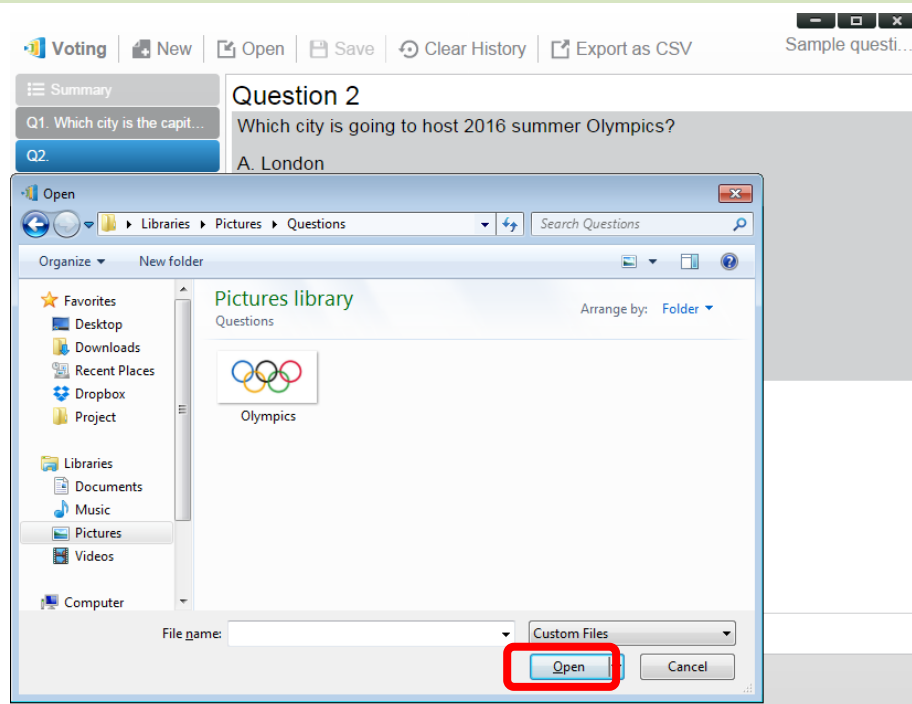 Voting New Open Save Clear History Export as CSV Sample questi...
Summary
Question 2
Q1. Which city is the capit...
Which city is going to host 2016 summer Olympics?
Q2.
A. London
Open
Libraries Pictures Questions Search Questions
Organize New folder
Favorites
Desktop
Downloads
Recent Places
Dropbox
Project
Libraries
Documents
Music
Pictures
Videos
Computer
Pictures library
Questions
Arrange by: Folder
Olympics
File name: Custom Files
Open Cancel